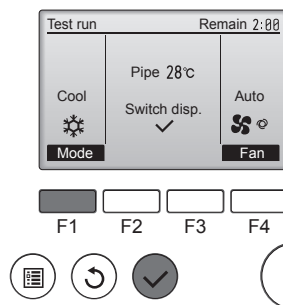 Test run Remain 2:00
Pipe 28℃
Cool Auto
Switch disp.
Mode Fan
F1 F2 F3 F4